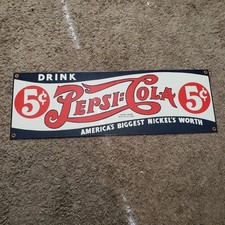 DRINK
5¢ PEPSI:COLA 5¢
AMERICA'S BIGGEST NICKEL'S WORTH